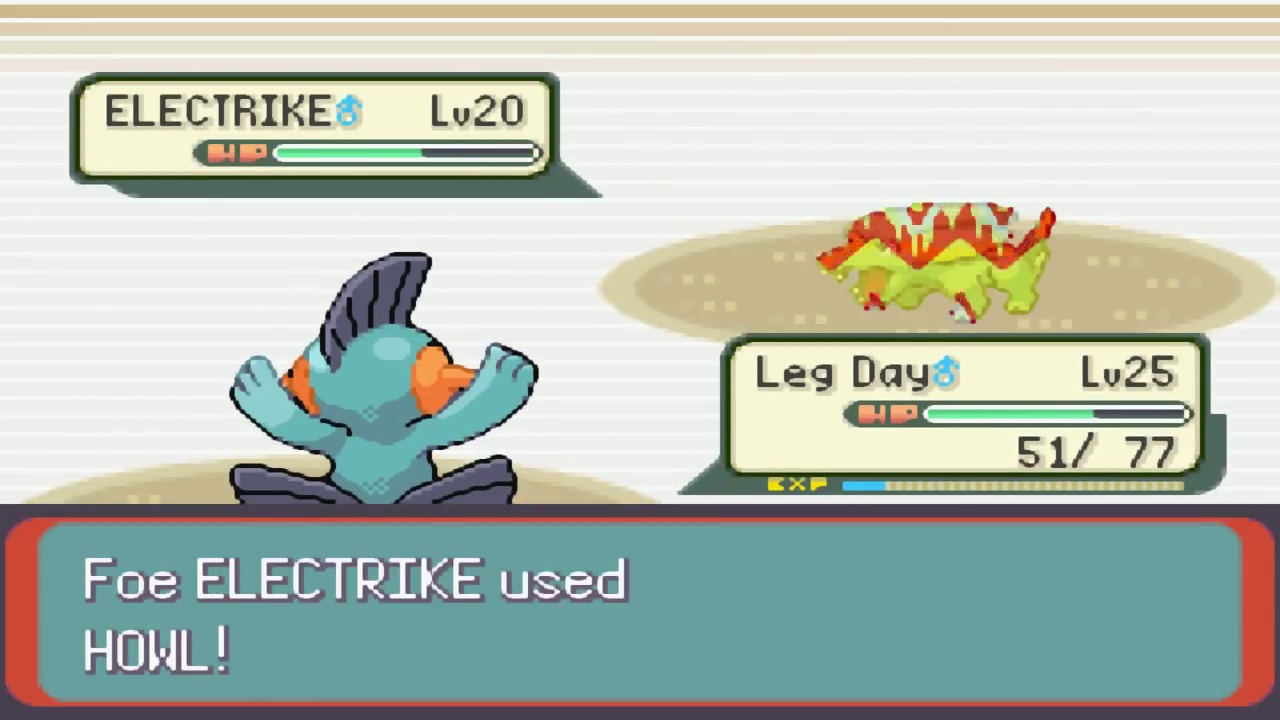 ELECTRIKE♂ Lv20
HP
Leg Day♂ Lv25
HP
51/ 77
EXP
Foe ELECTRIKE used
HOWL!